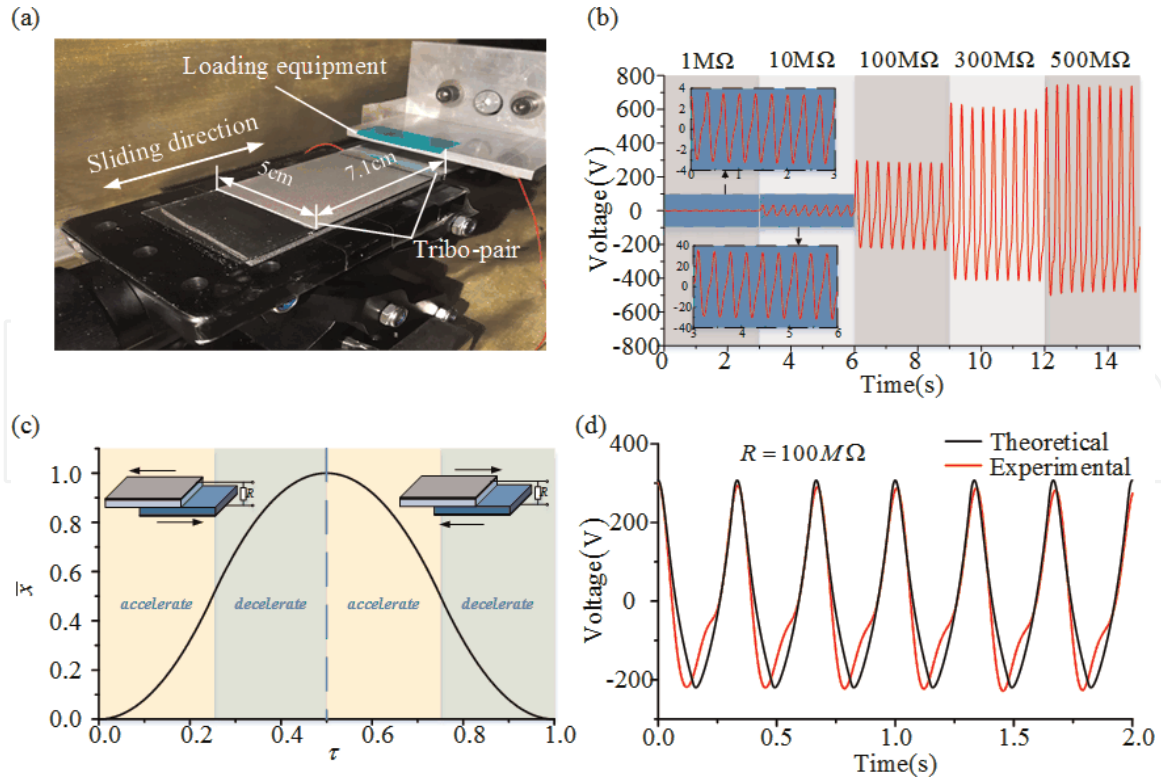 (a)
Loading equipment
Sliding direction
5cm
7.1cm
Tribo-pair
(b)
1MΩ 10MΩ 100MΩ 300MΩ 500MΩ
800
600
400
200
0
-200
-400
-600
-800
Voltage(V)
4
2
0
-2
-4
0 1 2 3
40
20
0
-20
-40
3 4 5 6
0 2 4 6 8 10 12 14
Time(s)
(c)
1.0
0.8
0.6
0.4
0.2
0.0
x̄
R
R
accelerate decelerate accelerate decelerate
0.0 0.2 0.4 0.6 0.8 1.0
τ
(d)
400
200
0
-200
Voltage(V)
R = 100MΩ
Theoretical
Experimental
0.0 0.5 1.0 1.5 2.0
Time(s)